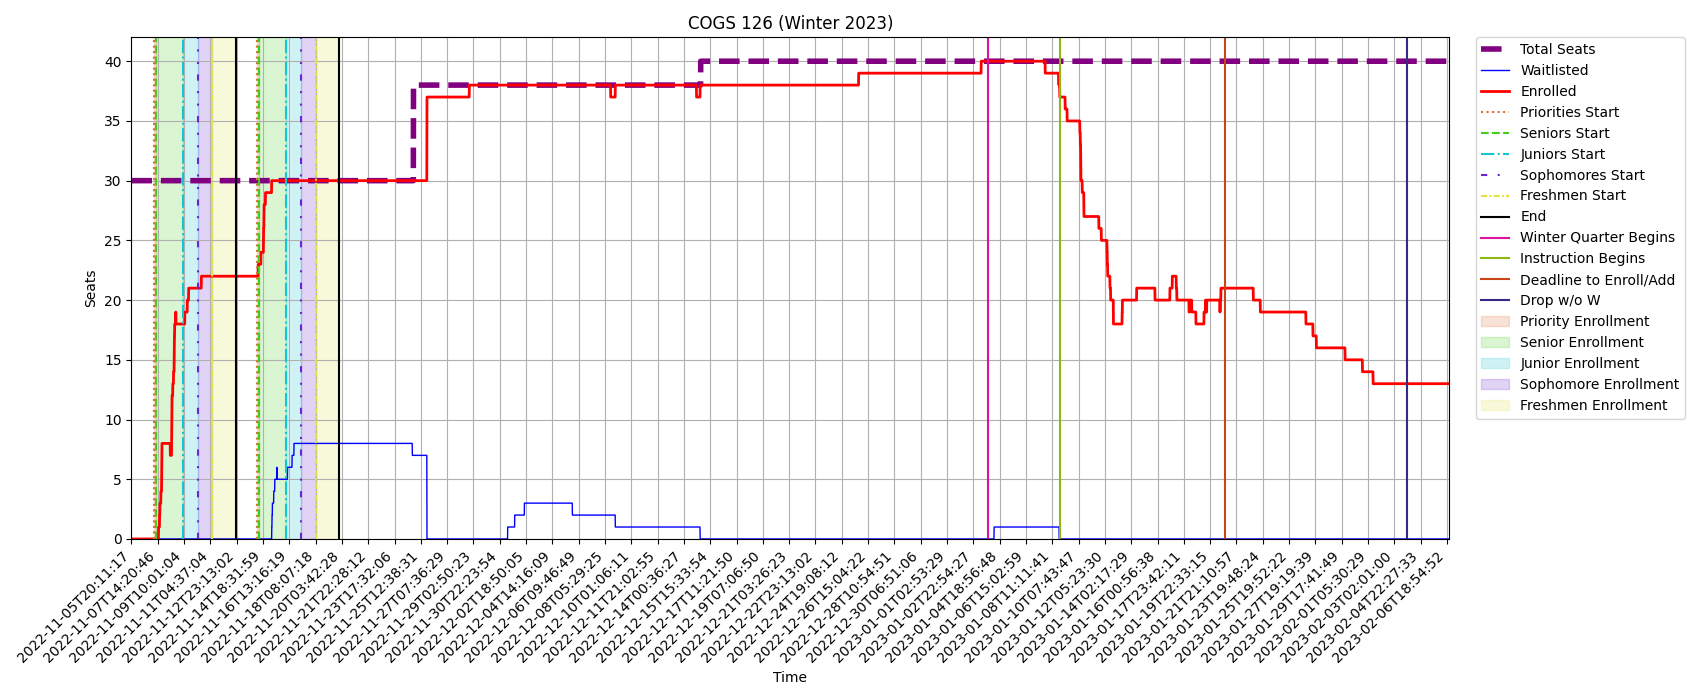 COGS 126 (Winter 2023)
Seats
40
35
30
25
20
15
10
5
0
2022-11-05T20:11:17
2022-11-07T14:20:46
2022-11-09T10:01:04
2022-11-11T04:37:04
2022-11-12T23:13:02
2022-11-14T18:31:59
2022-11-16T13:16:19
2022-11-18T08:07:18
2022-11-20T03:42:28
2022-11-21T22:28:12
2022-11-23T17:32:06
2022-11-25T12:38:31
2022-11-27T07:36:29
2022-11-29T02:50:23
2022-11-30T22:23:54
2022-12-02T18:50:05
2022-12-04T14:16:09
2022-12-06T09:46:49
2022-12-08T05:29:25
2022-12-10T01:06:11
2022-12-11T21:02:55
2022-12-14T00:36:27
2022-12-15T15:33:54
2022-12-17T11:21:50
2022-12-19T07:06:50
2022-12-21T03:26:23
2022-12-22T23:13:02
2022-12-24T19:08:12
2022-12-26T15:04:22
2022-12-28T10:54:51
2022-12-30T06:51:06
2023-01-01T02:53:29
2023-01-02T22:54:27
2023-01-04T18:56:48
2023-01-06T15:02:59
2023-01-08T11:11:41
2023-01-10T07:43:47
2023-01-12T05:23:30
2023-01-14T02:17:29
2023-01-16T00:56:38
2023-01-17T23:42:11
2023-01-19T22:33:15
2023-01-21T21:10:57
2023-01-23T19:48:24
2023-01-25T19:52:22
2023-01-27T19:19:39
2023-01-29T17:41:49
2023-02-01T05:30:29
2023-02-03T02:01:00
2023-02-04T22:27:33
2023-02-06T18:54:52
Time
Total Seats
Waitlisted
Enrolled
Priorities Start
Seniors Start
Juniors Start
Sophomores Start
Freshmen Start
End
Winter Quarter Begins
Instruction Begins
Deadline to Enroll/Add
Drop w/o W
Priority Enrollment
Senior Enrollment
Junior Enrollment
Sophomore Enrollment
Freshmen Enrollment